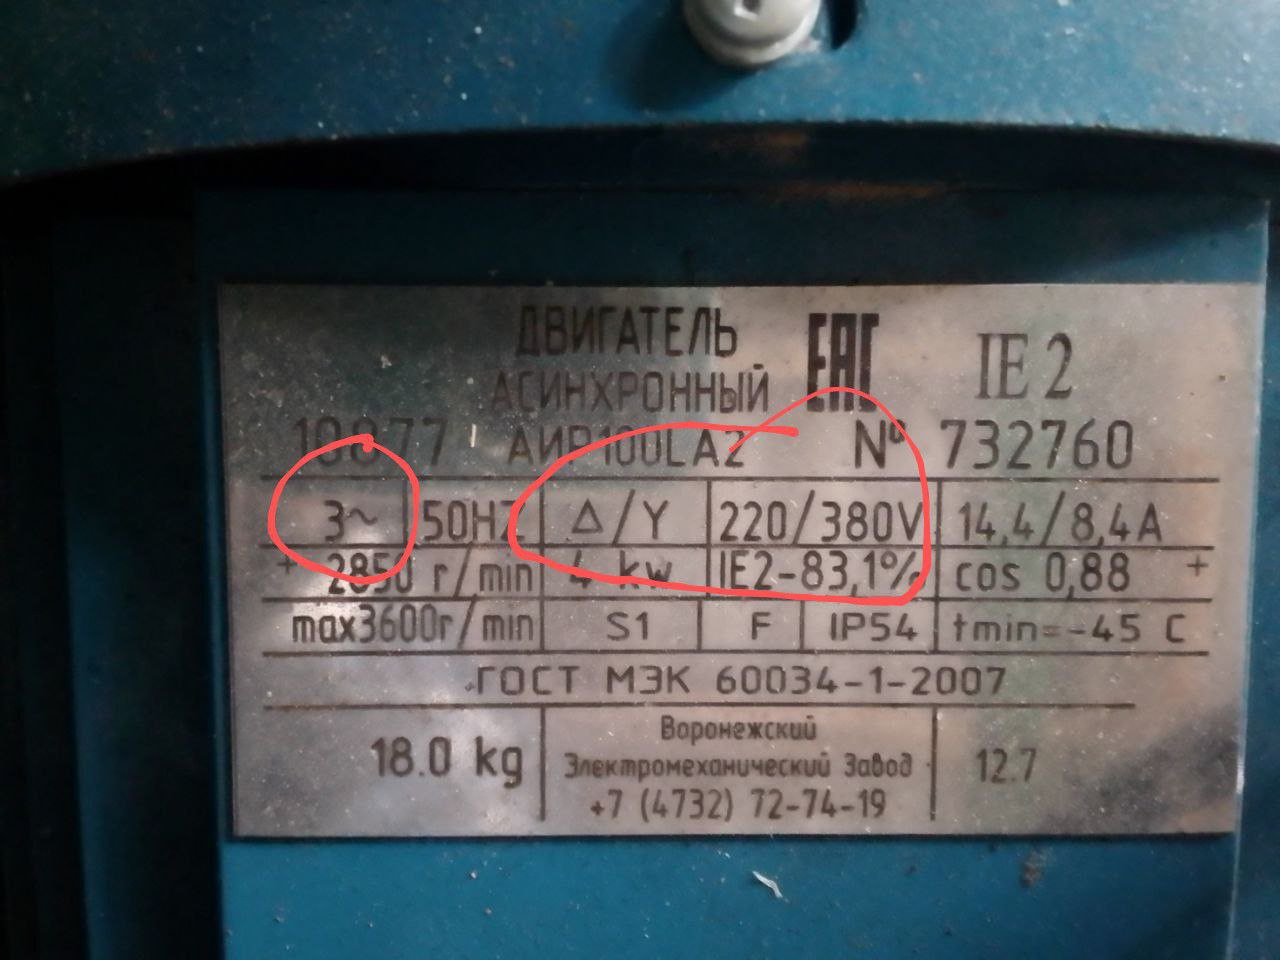 ДВИГАТЕЛЬ
АСИНХРОННЫЙ
EAC
IE 2
10877 АИР100LA2 № 732760
3~ 50HZ Δ/Y 220/380V 14,4/8,4A
2850 r/min 4 kw IE2-83,1% cos 0,88
max3600r/min S1 F IP54 tmin=-45 C
ГОСТ МЭК 60034-1-2007
18.0 kg
Воронежский
Электромеханический Завод
+7 (4732) 72-74-19
12.7